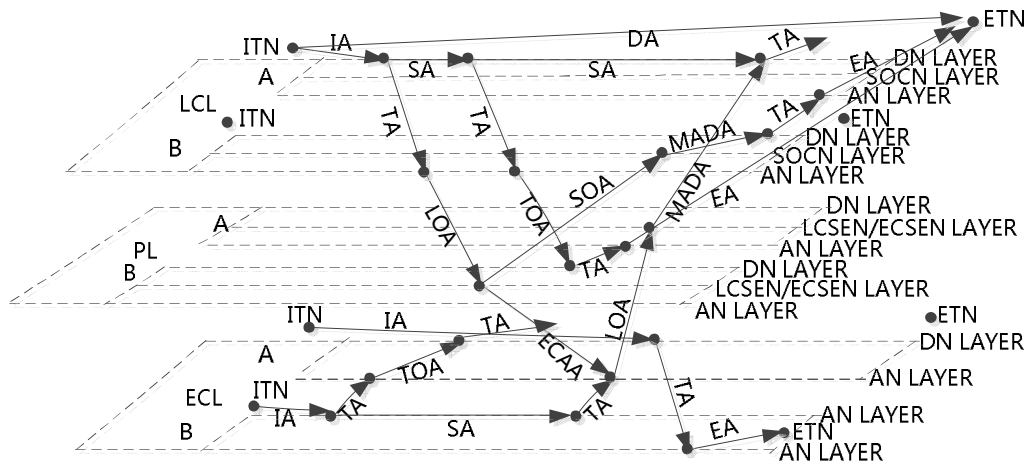 ETN
ITN IA DA TA
A SA SA EA DN LAYER
SOCN LAYER
LCL ITN TA TA TA AN LAYER
ETN
B MADA DN LAYER
SOCN LAYER
AN LAYER
SOA MADA EA
LOA TOA DN LAYER
A LCSEN/ECSEN LAYER
PL AN LAYER
B TA DN LAYER
LCSEN/ECSEN LAYER
AN LAYER
ITN IA TA LOA ETN
A ECAA DN LAYER
TOA AN LAYER
ECL ITN TA
IA TA TA AN LAYER
B SA EA ETN
AN LAYER